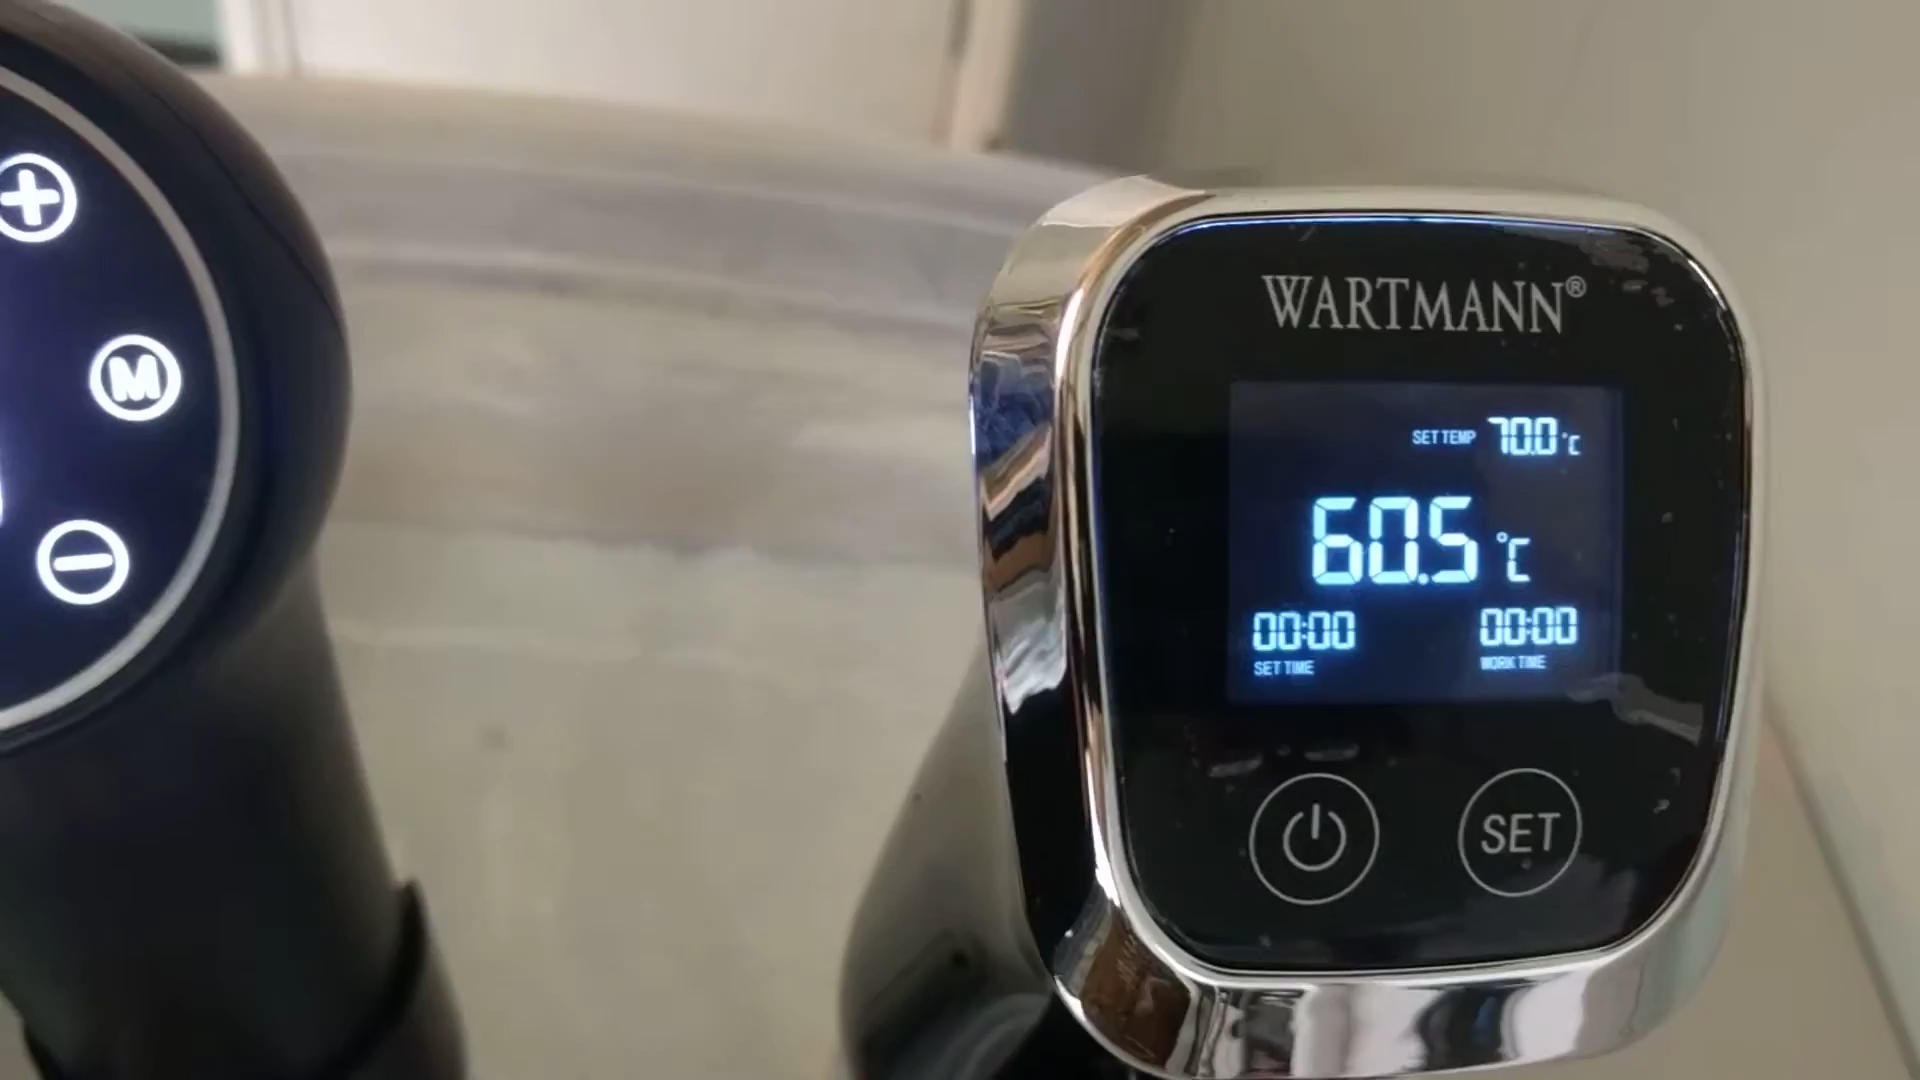 M
WARTMANN®
SET TEMP 70.0 °C
60.5 °C
00:00 00:00
SET TIME WORK TIME
SET